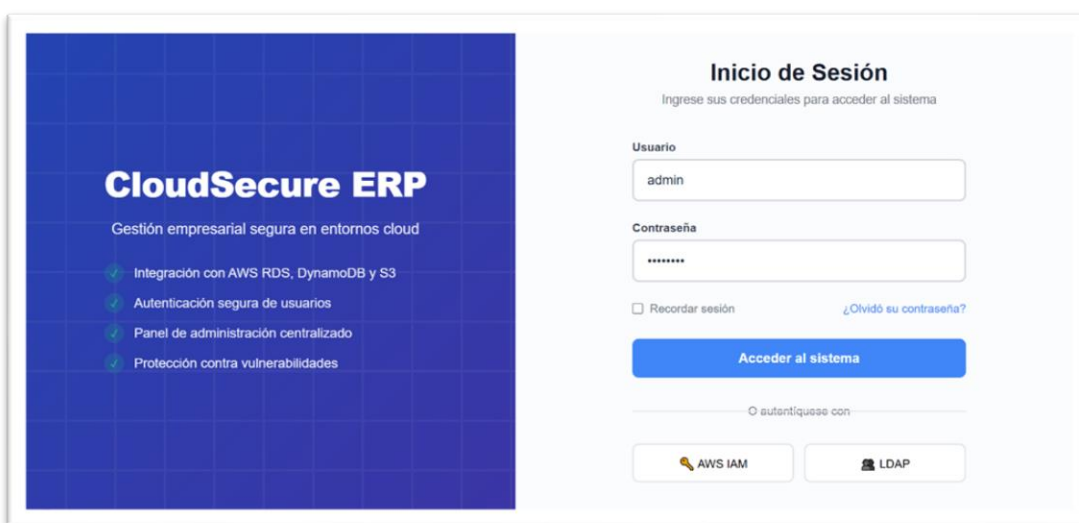 CloudSecure ERP
Gestión empresarial segura en entornos cloud
✓ Integración con AWS RDS, DynamoDB y S3
✓ Autenticación segura de usuarios
✓ Panel de administración centralizado
✓ Protección contra vulnerabilidades
Inicio de Sesión
Ingrese sus credenciales para acceder al sistema
Usuario
admin
Contraseña
••••••••
Recordar sesión
¿Olvidó su contraseña?
Acceder al sistema
O autentíquese con
AWS IAM
LDAP